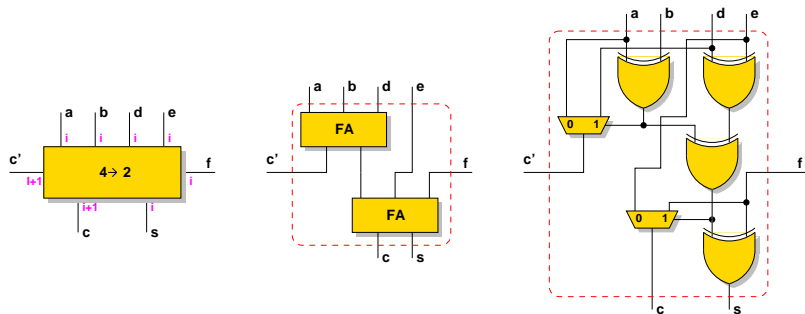 a b d e
i i i i
c' 4→ 2 f
I+1 i
i+1 i
c s
a b d e
FA
c' f
FA
c s
a b d e
0 1
c' f
0 1
c s